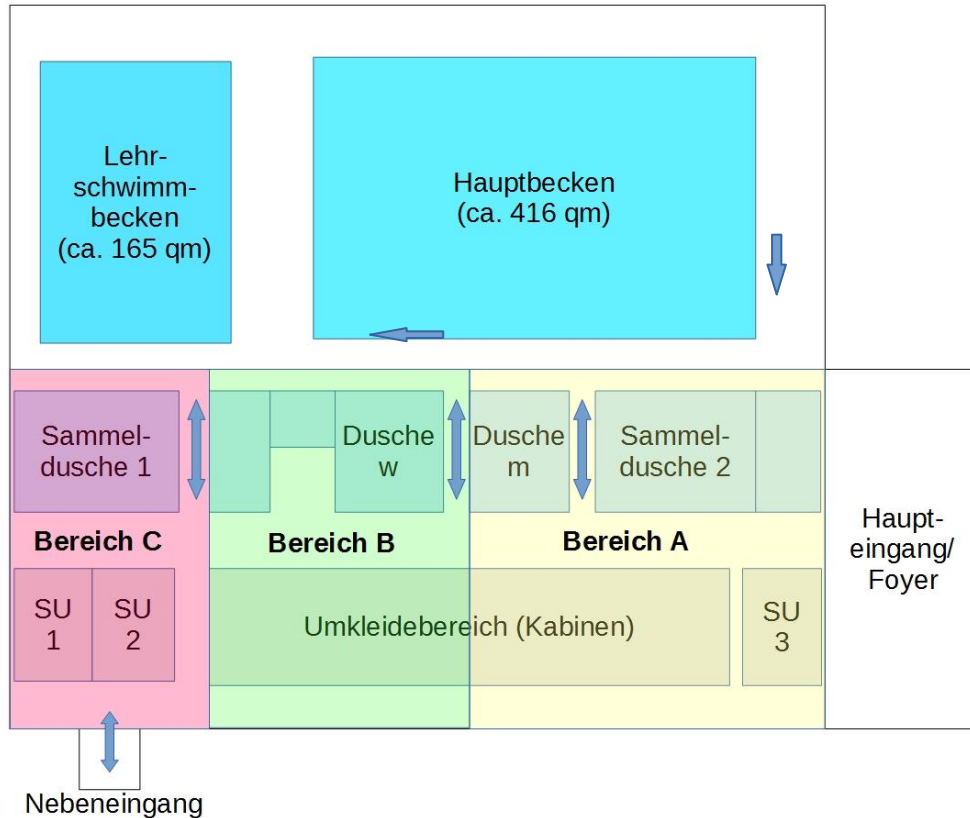 Lehr-
schwimm-
becken
(ca. 165 qm)
Hauptbecken
(ca. 416 qm)
Sammel-
dusche 1
Dusche
w
Dusche
m
Sammel-
dusche 2
Bereich C
Bereich B
Bereich A
Haupt-
eingang/
Foyer
SU
1
SU
2
Umkleidebereich (Kabinen)
SU
3
Nebeneingang